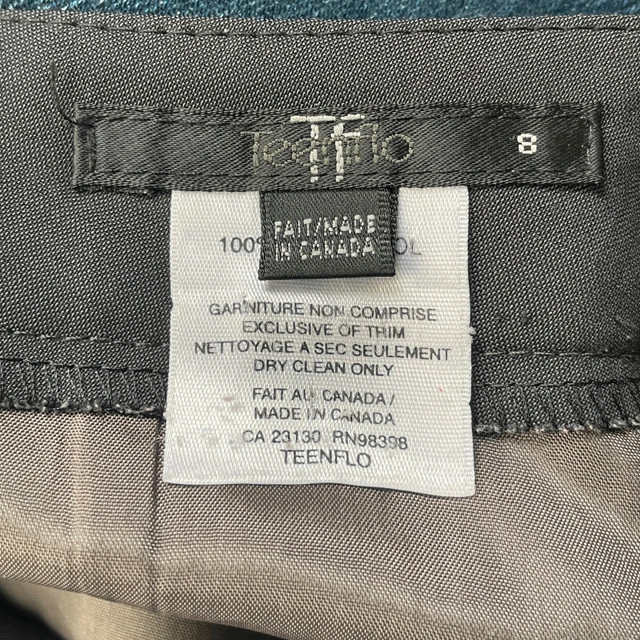 Teenflo
Tf
8
FAIT/MADE
IN CANADA
100%
GARNITURE NON COMPRISE
EXCLUSIVE OF TRIM
NETTOYAGE A SEC SEULEMENT
DRY CLEAN ONLY
FAIT AU CANADA/
MADE IN CANADA
CA 23130 RN98398
TEENFLO